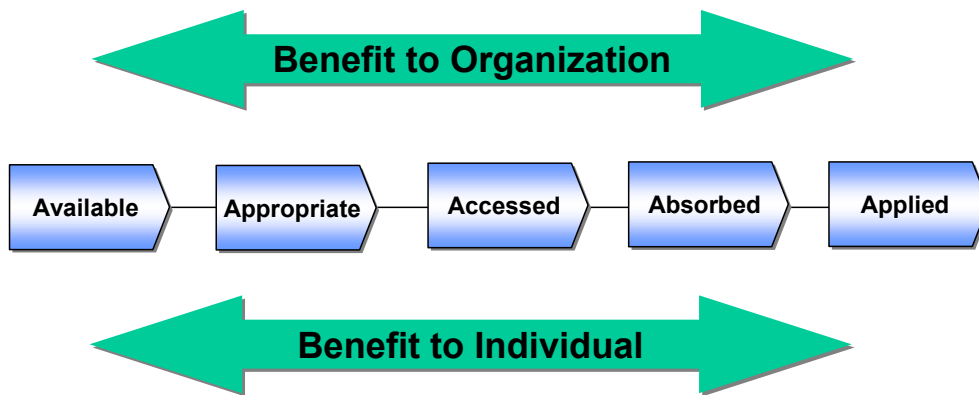 Benefit to Organization
Available
Appropriate
Accessed
Absorbed
Applied
Benefit to Individual